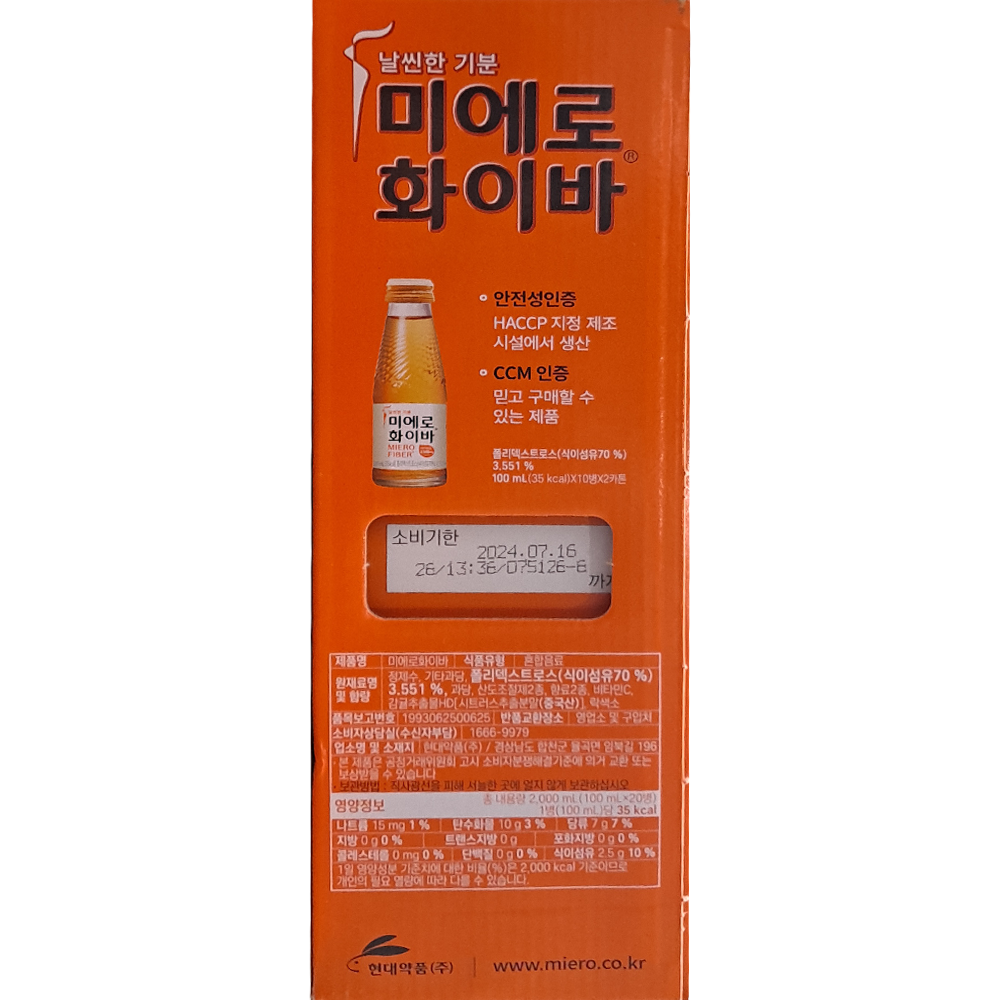 날씬한 기분
미에로
화이바®
안전성인증
HACCP 지정 제조
시설에서 생산
CCM 인증
믿고 구매할 수
있는 제품
날씬한 기분
미에로
화이바
MIERO
FIBER
폴리덱스트로스(식이섬유70 %)
3.551 %
100 mL(35 kcal)X10병X2카톤
소비기한
2024.07.16
26/13:36/075126-6
까지
제품명 미에로화이바 식품유형 혼합음료
원재료명 및 함량 정제수, 기타과당, 폴리덱스트로스(식이섬유70 %)
3.551 %, 과당, 산도조절제2종, 향료2종, 비타민C,
감귤추출물HD[시트러스추출분말(중국산)], 락색소
품목보고번호 1993062500625 반품교환장소 영업소 및 구입처
소비자상담실(수신자부담) 1666-9979
업소명 및 소재지 현대약품(주) / 경상남도 합천군 율곡면 임북길 196
· 본 제품은 공정거래위원회 고시 소비자분쟁해결기준에 의거 교환 또는
보상받을 수 있습니다
· 보관방법 : 직사광선을 피해 서늘한 곳에 얼지 않게 보관하십시오
영양정보 총 내용량 2,000 mL(100 mL×20병)
1병(100 mL)당 35 kcal
나트륨 15 mg 1 % 탄수화물 10 g 3 % 당류 7 g 7 %
지방 0 g 0 % 트랜스지방 0 g 포화지방 0 g 0 %
콜레스테롤 0 mg 0 % 단백질 0 g 0 % 식이섬유 2.5 g 10 %
1일 영양성분 기준치에 대한 비율(%)은 2,000 kcal 기준이므로
개인의 필요 열량에 따라 다를 수 있습니다.
현대약품(주) | www.miero.co.kr